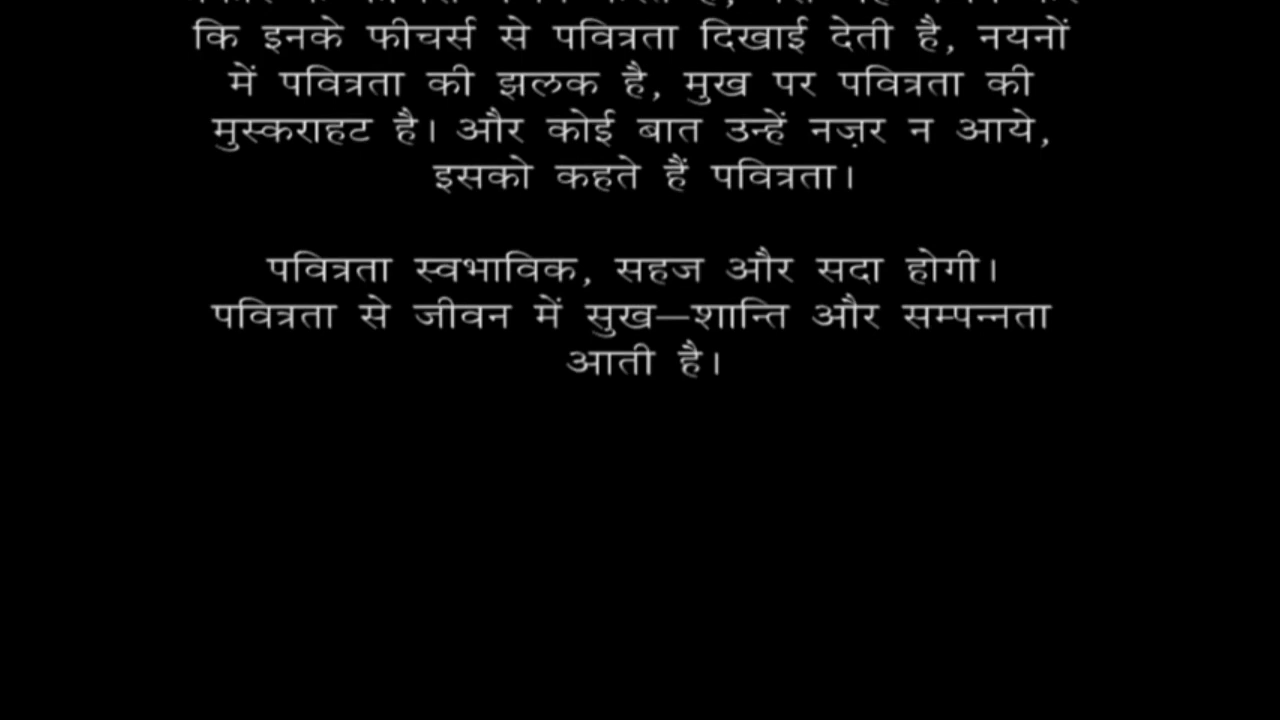 कि इनके फीचर्स से पवित्रता दिखाई देती है, नयनों
में पवित्रता की झलक है, मुख पर पवित्रता की
मुस्कराहट है। और कोई बात उन्हें नज़र न आये,
इसको कहते हैं पवित्रता।
पवित्रता स्वभाविक, सहज और सदा होगी।
पवित्रता से जीवन में सुख—शान्ति और सम्पन्नता
आती है।